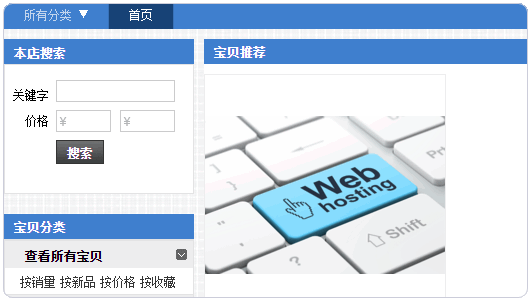 所有分类 ▼ 首页
本店搜索
关键字
价格 ¥ ¥
搜索
宝贝分类
查看所有宝贝
按销量 按新品 按价格 按收藏
宝贝推荐
Web
hosting
Shift
Prt